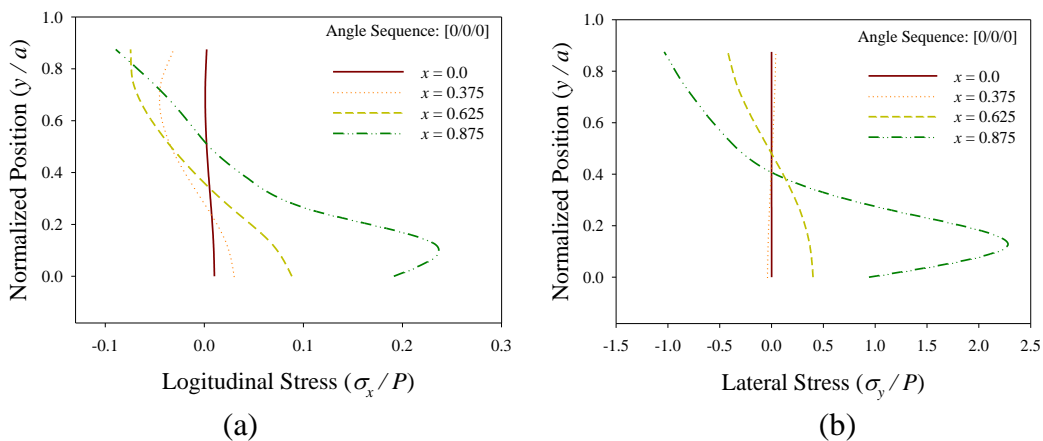 Angle Sequence: [0/0/0]
x = 0.0
x = 0.375
x = 0.625
x = 0.875
Normalized Position (y / a)
1.0
0.8
0.6
0.4
0.2
0.0
-0.1 0.0 0.1 0.2 0.3
Logitudinal Stress (σx / P)
(a)
Angle Sequence: [0/0/0]
x = 0.0
x = 0.375
x = 0.625
x = 0.875
Normalized Position (y / a)
1.0
0.8
0.6
0.4
0.2
0.0
-1.5 -1.0 -0.5 0.0 0.5 1.0 1.5 2.0 2.5
Lateral Stress (σy / P)
(b)